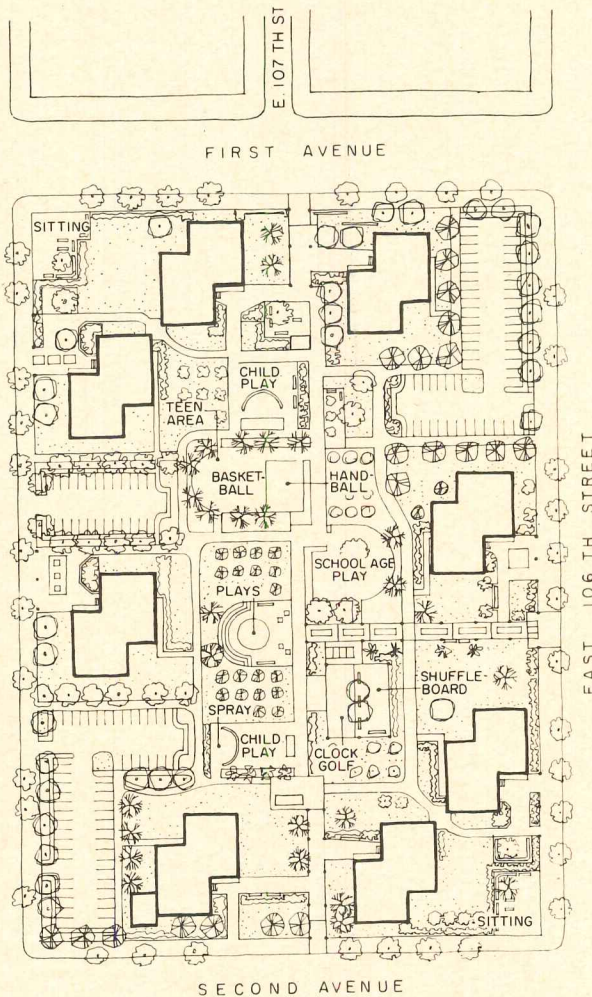 E. 107 TH ST
FIRST AVENUE
SITTING
CHILD
PLAY
TEEN
AREA
BASKET-
BALL
HAND-
BALL
SCHOOL AGE
PLAY
PLAYS
EAST 106 TH STREET
SHUFFLE-
BOARD
SPRAY
CHILD
PLAY
CLOCK
GOLF
SITTING
SECOND AVENUE